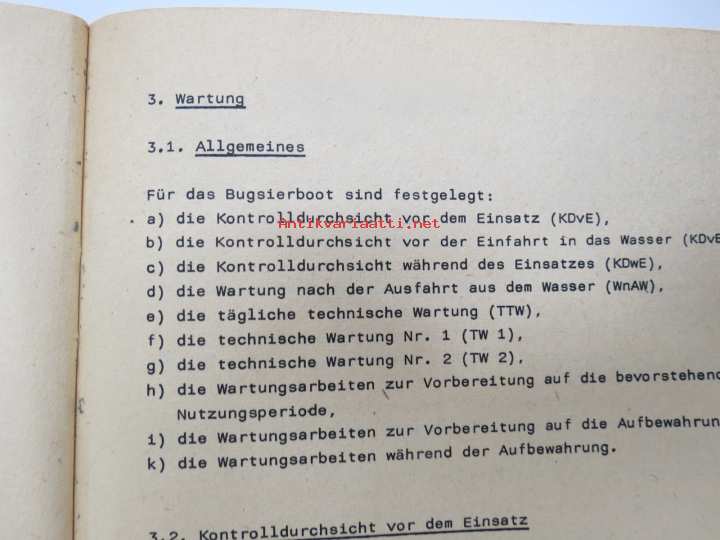 3. Wartung
3.1. Allgemeines
Für das Bugsierboot sind festgelegt:
a) die Kontrolldurchsicht vor dem Einsatz (KDvE),
Antikvariaatti.net
b) die Kontrolldurchsicht vor der Einfahrt in das Wasser (KDvE
c) die Kontrolldurchsicht während des Einsatzes (KDwE),
d) die Wartung nach der Ausfahrt aus dem Wasser (WnAW),
e) die tägliche technische Wartung (TTW),
f) die technische Wartung Nr. 1 (TW 1),
g) die technische Wartung Nr. 2 (TW 2),
h) die Wartungsarbeiten zur Vorbereitung auf die bevorstehend
Nutzungsperiode,
i) die Wartungsarbeiten zur Vorbereitung auf die Aufbewahrun
k) die Wartungsarbeiten während der Aufbewahrung.
3.2. Kontrolldurchsicht vor dem Einsatz